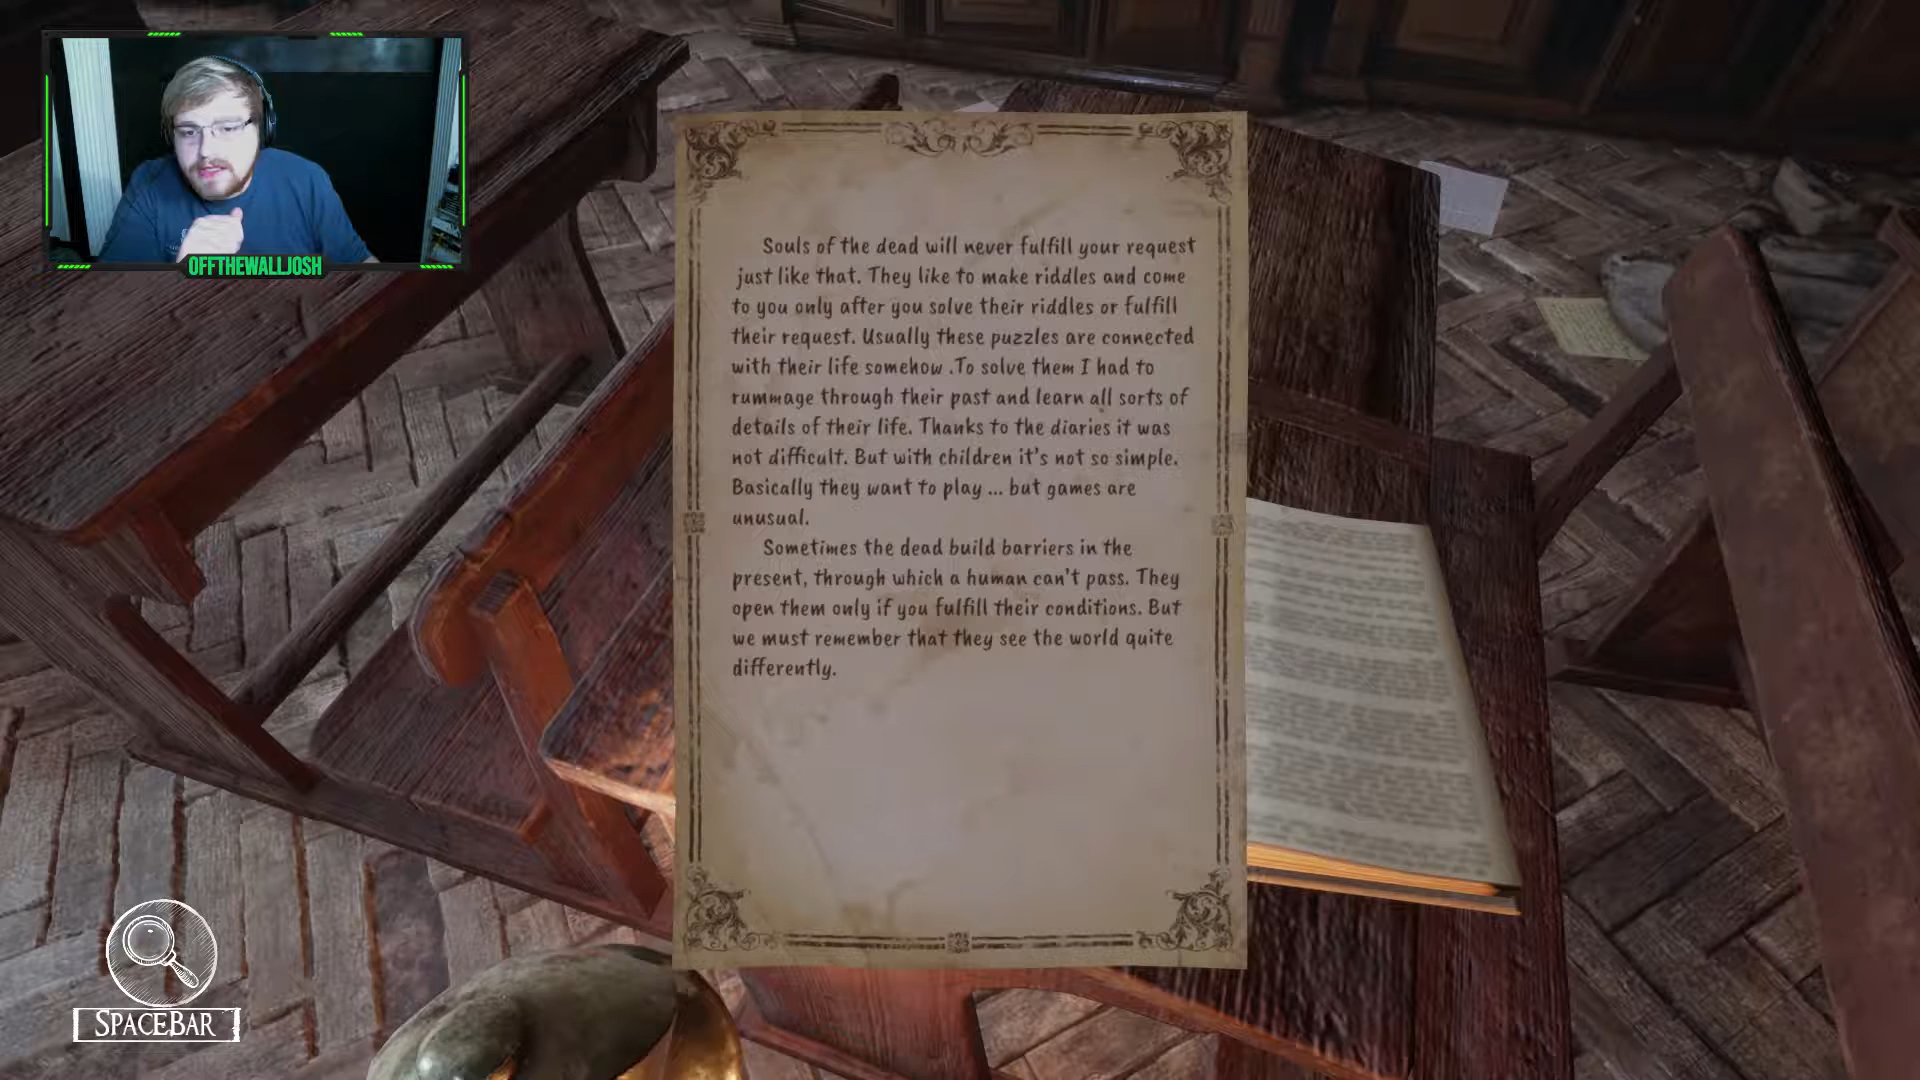 OFFTHEWALLJOSH
Souls of the dead will never fulfill your request
just like that. They like to make riddles and come
to you only after you solve their riddles or fulfill
their request. Usually these puzzles are connected
with their life somehow .To solve them I had to
rummage through their past and learn all sorts of
details of their life. Thanks to the diaries it was
not difficult. But with children it's not so simple.
Basically they want to play ... but games are
unusual.
Sometimes the dead build barriers in the
present, through which a human can't pass. They
open them only if you fulfill their conditions. But
we must remember that they see the world quite
differently.
SPACEBAR